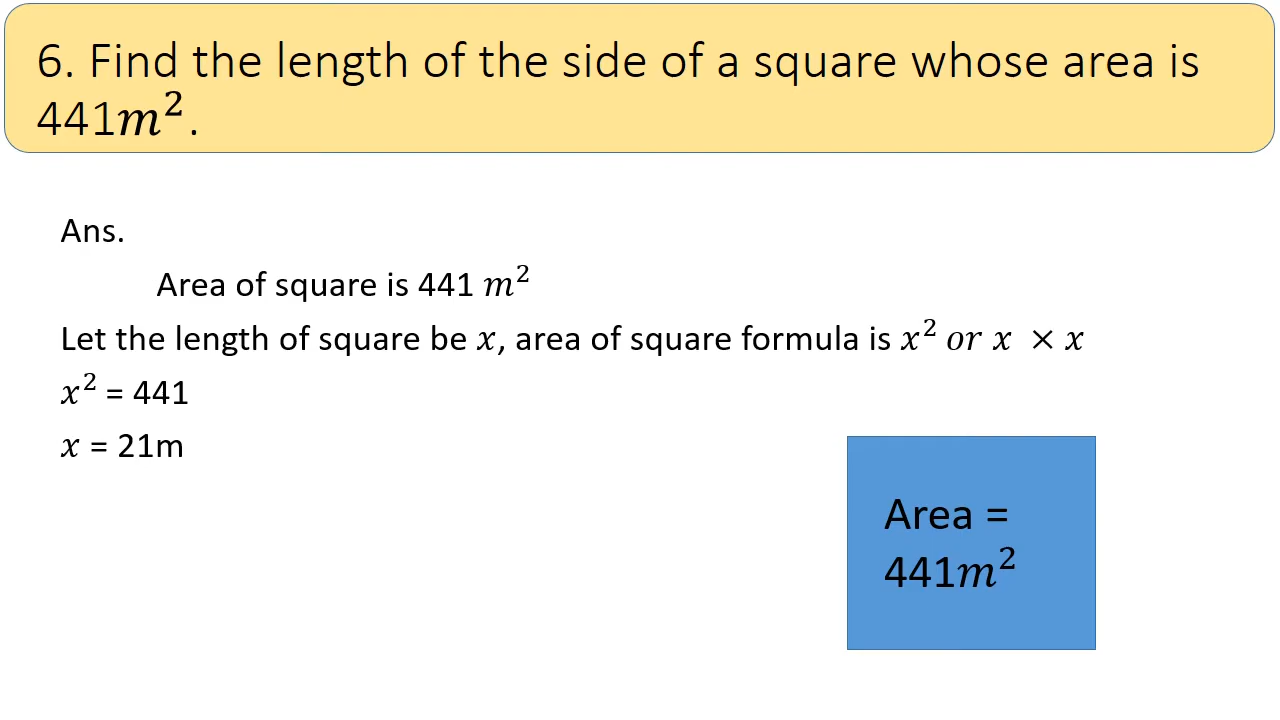 6. Find the length of the side of a square whose area is
441𝑚².
Ans.
Area of square is 441 𝑚²
Let the length of square be 𝑥, area of square formula is 𝑥² 𝑜𝑟 𝑥 × 𝑥
𝑥² = 441
𝑥 = 21m
Area =
441𝑚²